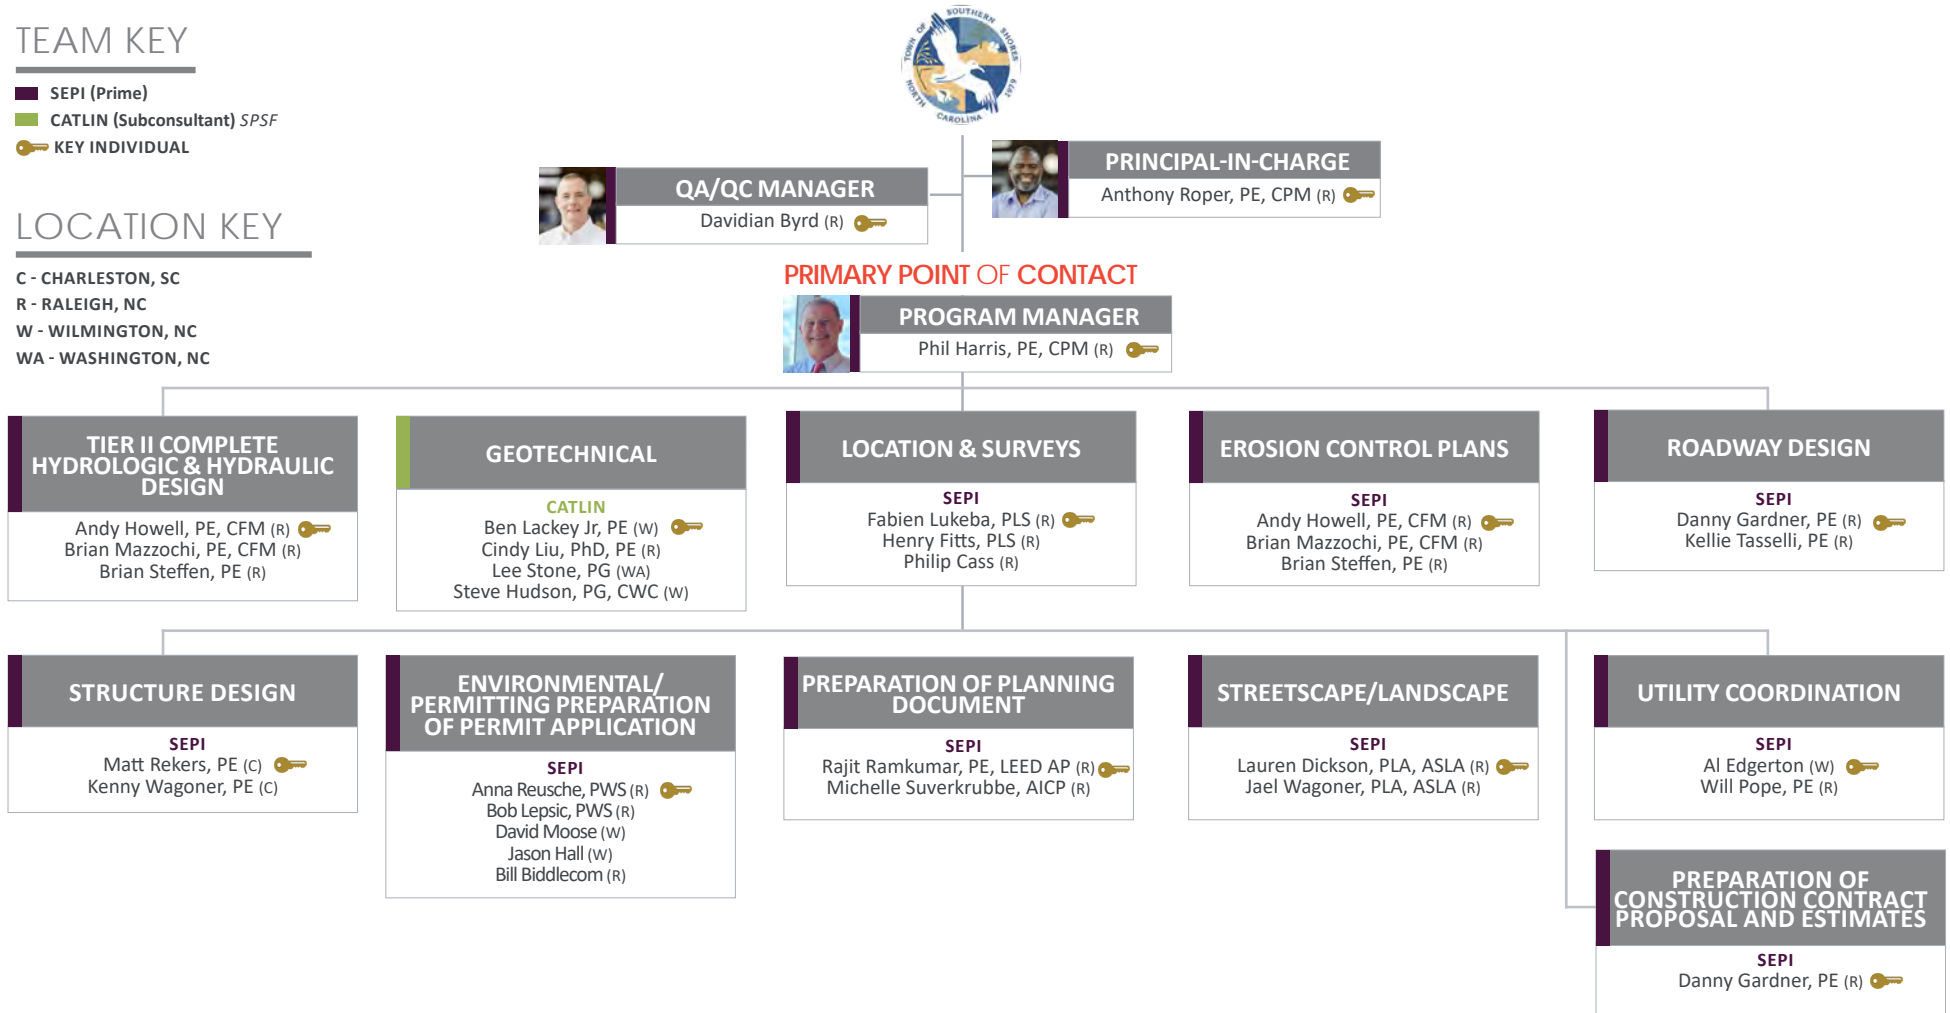 TEAM KEY
SEPI (Prime)
CATLIN (Subconsultant) SPSF
KEY INDIVIDUAL
LOCATION KEY
C - CHARLESTON, SC
R - RALEIGH, NC
W - WILMINGTON, NC
WA - WASHINGTON, NC
TOWN OF SOUTHERN SHORES
NORTH CAROLINA 1979
PRINCIPAL-IN-CHARGE
Anthony Roper, PE, CPM (R)
QA/QC MANAGER
Davidian Byrd (R)
PRIMARY POINT OF CONTACT
PROGRAM MANAGER
Phil Harris, PE, CPM (R)
TIER II COMPLETE
HYDROLOGIC & HYDRAULIC
DESIGN
Andy Howell, PE, CFM (R)
Brian Mazzochi, PE, CFM (R)
Brian Steffen, PE (R)
GEOTECHNICAL
CATLIN
Ben Lackey Jr, PE (W)
Cindy Liu, PhD, PE (R)
Lee Stone, PG (WA)
Steve Hudson, PG, CWC (W)
LOCATION & SURVEYS
SEPI
Fabien Lukeba, PLS (R)
Henry Fitts, PLS (R)
Philip Cass (R)
EROSION CONTROL PLANS
SEPI
Andy Howell, PE, CFM (R)
Brian Mazzochi, PE, CFM (R)
Brian Steffen, PE (R)
ROADWAY DESIGN
SEPI
Danny Gardner, PE (R)
Kellie Tasselli, PE (R)
STRUCTURE DESIGN
SEPI
Matt Rekers, PE (C)
Kenny Wagoner, PE (C)
ENVIRONMENTAL/
PERMITTING PREPARATION
OF PERMIT APPLICATION
SEPI
Anna Reusche, PWS (R)
Bob Lepsic, PWS (R)
David Moose (W)
Jason Hall (W)
Bill Biddlecom (R)
PREPARATION OF PLANNING
DOCUMENT
SEPI
Rajit Ramkumar, PE, LEED AP (R)
Michelle Suverkrubbe, AICP (R)
STREETSCAPE/LANDSCAPE
SEPI
Lauren Dickson, PLA, ASLA (R)
Jael Wagoner, PLA, ASLA (R)
UTILITY COORDINATION
SEPI
Al Edgerton (W)
Will Pope, PE (R)
PREPARATION OF
CONSTRUCTION CONTRACT
PROPOSAL AND ESTIMATES
SEPI
Danny Gardner, PE (R)